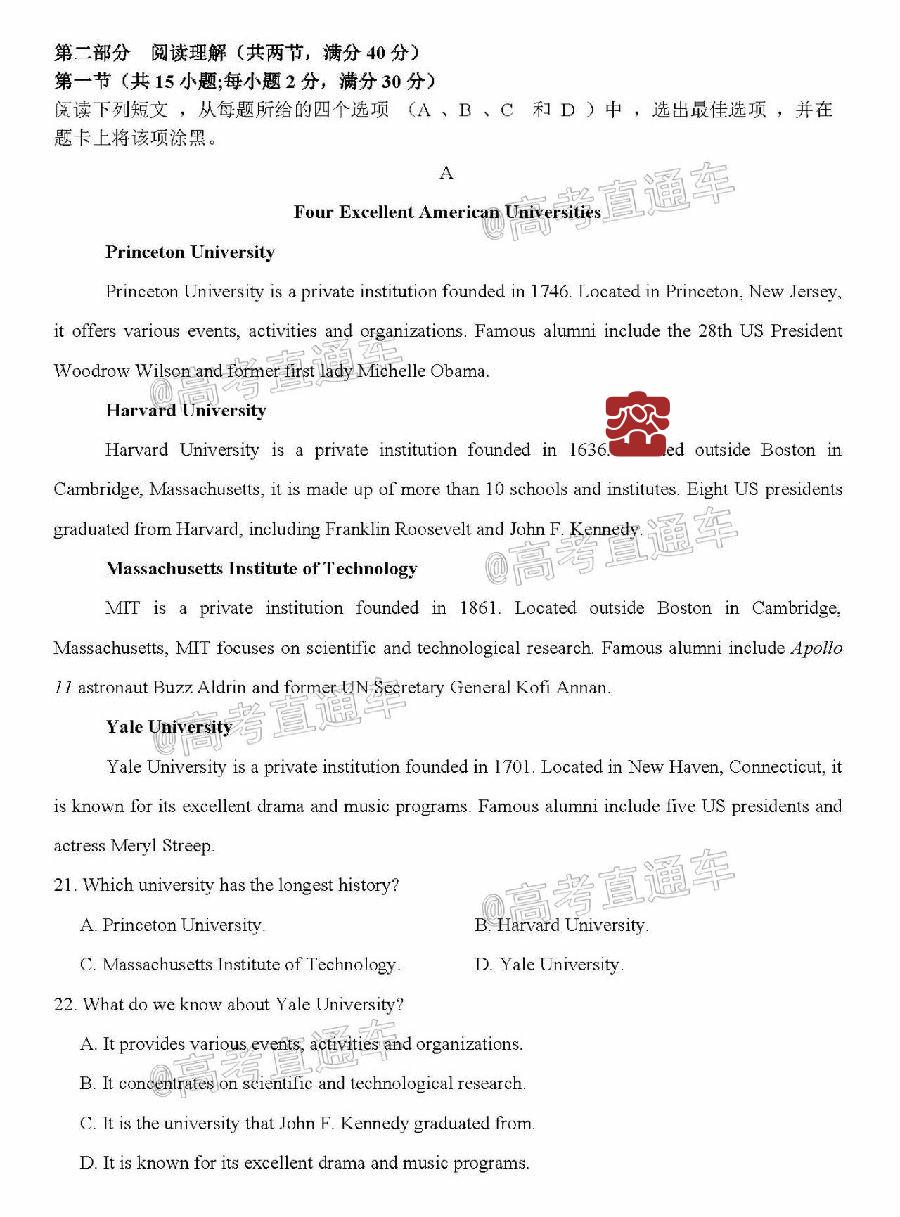 第二部分 阅读理解（共两节，满分 40 分）
第一节（共 15 小题;每小题 2 分，满分 30 分）
阅读下列短文 ，从每题所给的四个选项 （A 、B 、C 和 D ）中 ，选出最佳选项 ，并在
题卡上将该项涂黑。
A
Four Excellent American Universities
@高考直通车
Princeton University
Princeton University is a private institution founded in 1746. Located in Princeton, New Jersey,
it offers various events, activities and organizations. Famous alumni include the 28th US President
Woodrow Wilson and former first lady Michelle Obama.
@高考直通车
Harvard University
Harvard University is a private institution founded in 1636. ed outside Boston in
Cambridge, Massachusetts, it is made up of more than 10 schools and institutes. Eight US presidents
graduated from Harvard, including Franklin Roosevelt and John F. Kennedy.
@高考直通车
Massachusetts Institute of Technology
MIT is a private institution founded in 1861. Located outside Boston in Cambridge,
Massachusetts, MIT focuses on scientific and technological research. Famous alumni include Apollo
11 astronaut Buzz Aldrin and former UN Secretary General Kofi Annan.
@高考直通车
Yale University
Yale University is a private institution founded in 1701. Located in New Haven, Connecticut, it
is known for its excellent drama and music programs. Famous alumni include five US presidents and
actress Meryl Streep.
21. Which university has the longest history?
@高考直通车
A. Princeton University. B. Harvard University.
C. Massachusetts Institute of Technology. D. Yale University.
22. What do we know about Yale University?
A. It provides various events, activities and organizations.
@高考直通车
B. It concentrates on scientific and technological research.
C. It is the university that John F. Kennedy graduated from.
D. It is known for its excellent drama and music programs.